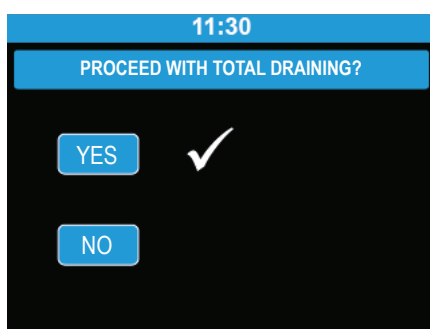 11:30
PROCEED WITH TOTAL DRAINING?
YES
NO